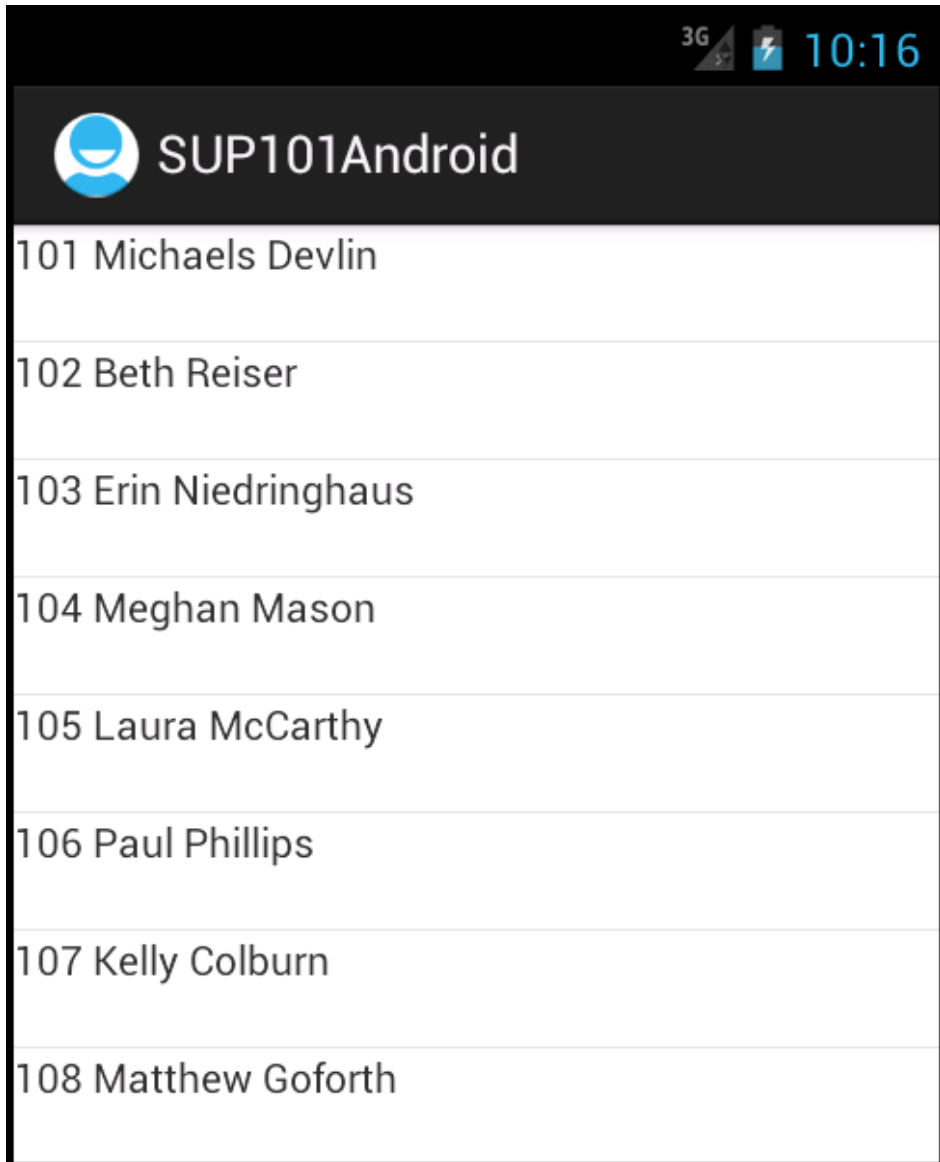 3G 10:16
SUP101Android
101 Michaels Devlin
102 Beth Reiser
103 Erin Niedringhaus
104 Meghan Mason
105 Laura McCarthy
106 Paul Phillips
107 Kelly Colburn
108 Matthew Goforth